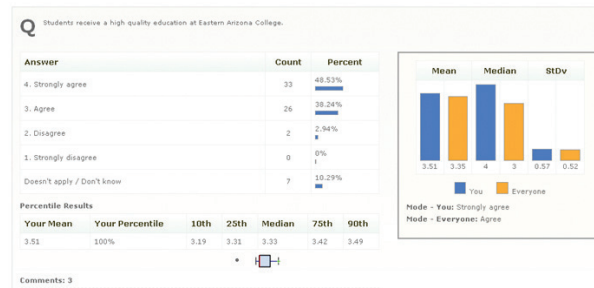 Q Students receive a high quality education at Eastern Arizona College.
Answer Count Percent
4. Strongly agree 33 48.53%
3. Agree 26 38.24%
2. Disagree 2 2.94%
1. Strongly disagree 0 0%
Doesn't apply / Don't know 7 10.29%
Percentile Results
Your Mean Your Percentile 10th 25th Median 75th 90th
3.51 100% 3.19 3.31 3.33 3.42 3.49
Comments: 3
Mean Median StDv
3.51 3.35 4 3 0.57 0.52
You Everyone
Mode - You: Strongly agree
Mode - Everyone: Agree